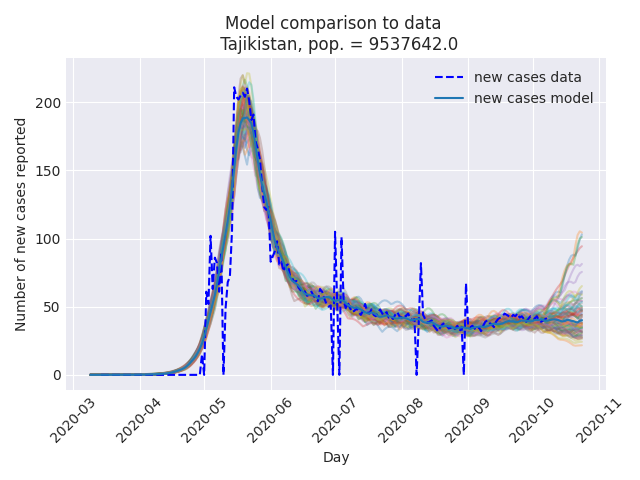 Model comparison to data
Tajikistan, pop. = 9537642.0
new cases data
new cases model
Number of new cases reported
200
150
100
50
0
2020-03
2020-04
2020-05
2020-06
2020-07
2020-08
2020-09
2020-10
2020-11
Day